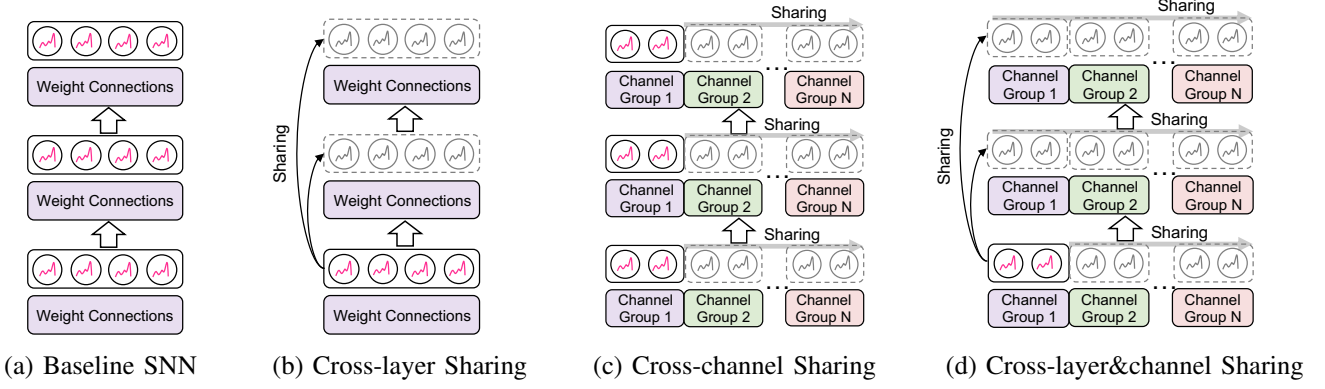 Weight Connections
Weight Connections
Weight Connections
(a) Baseline SNN
Sharing
Weight Connections
Weight Connections
Weight Connections
(b) Cross-layer Sharing
Sharing
...
Channel
Group 1
Channel
Group 2
Channel
Group N
Sharing
...
Channel
Group 1
Channel
Group 2
Channel
Group N
Sharing
...
Channel
Group 1
Channel
Group 2
Channel
Group N
(c) Cross-channel Sharing
Sharing
Sharing
...
Channel
Group 1
Channel
Group 2
Channel
Group N
Sharing
...
Channel
Group 1
Channel
Group 2
Channel
Group N
Sharing
...
Channel
Group 1
Channel
Group 2
Channel
Group N
(d) Cross-layer&channel Sharing